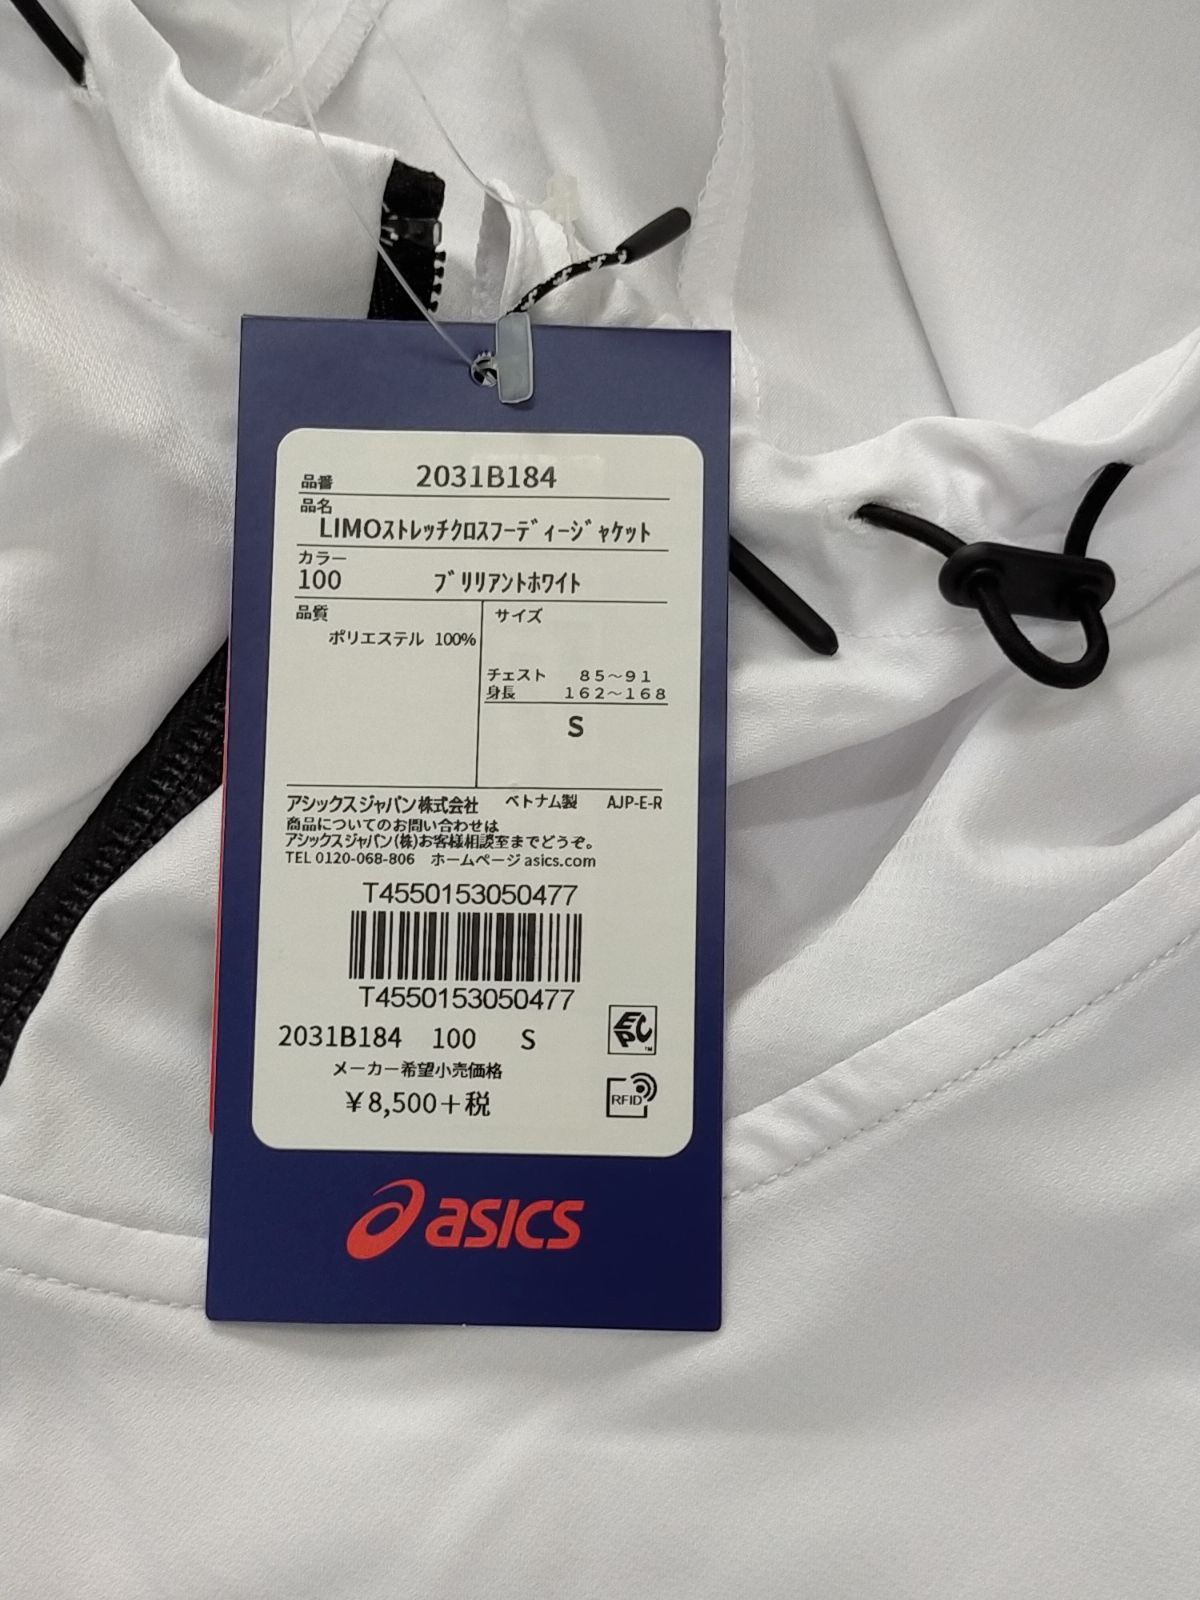 品番 2031B184
品名
LIMOｽﾄﾚｯﾁｸﾛｽﾌｰﾃﾞｨｰｼﾞｬｹｯﾄ
カラー
100 ﾌﾞﾘﾘｱﾝﾄﾎﾜｲﾄ
品質 サイズ
ポリエステル 100%
チェスト ８５～９１
身長 １６２～１６８
S
アシックスジャパン株式会社 ベトナム製 AJP-E-R
商品についてのお問い合わせは
アシックスジャパン(株)お客様相談室までどうぞ。
TEL 0120-068-806 ホームページ asics.com
T4550153050477
T4550153050477
2031B184 100 S
EPC
TM
メーカー希望小売価格
￥8,500＋税
RFID
asics